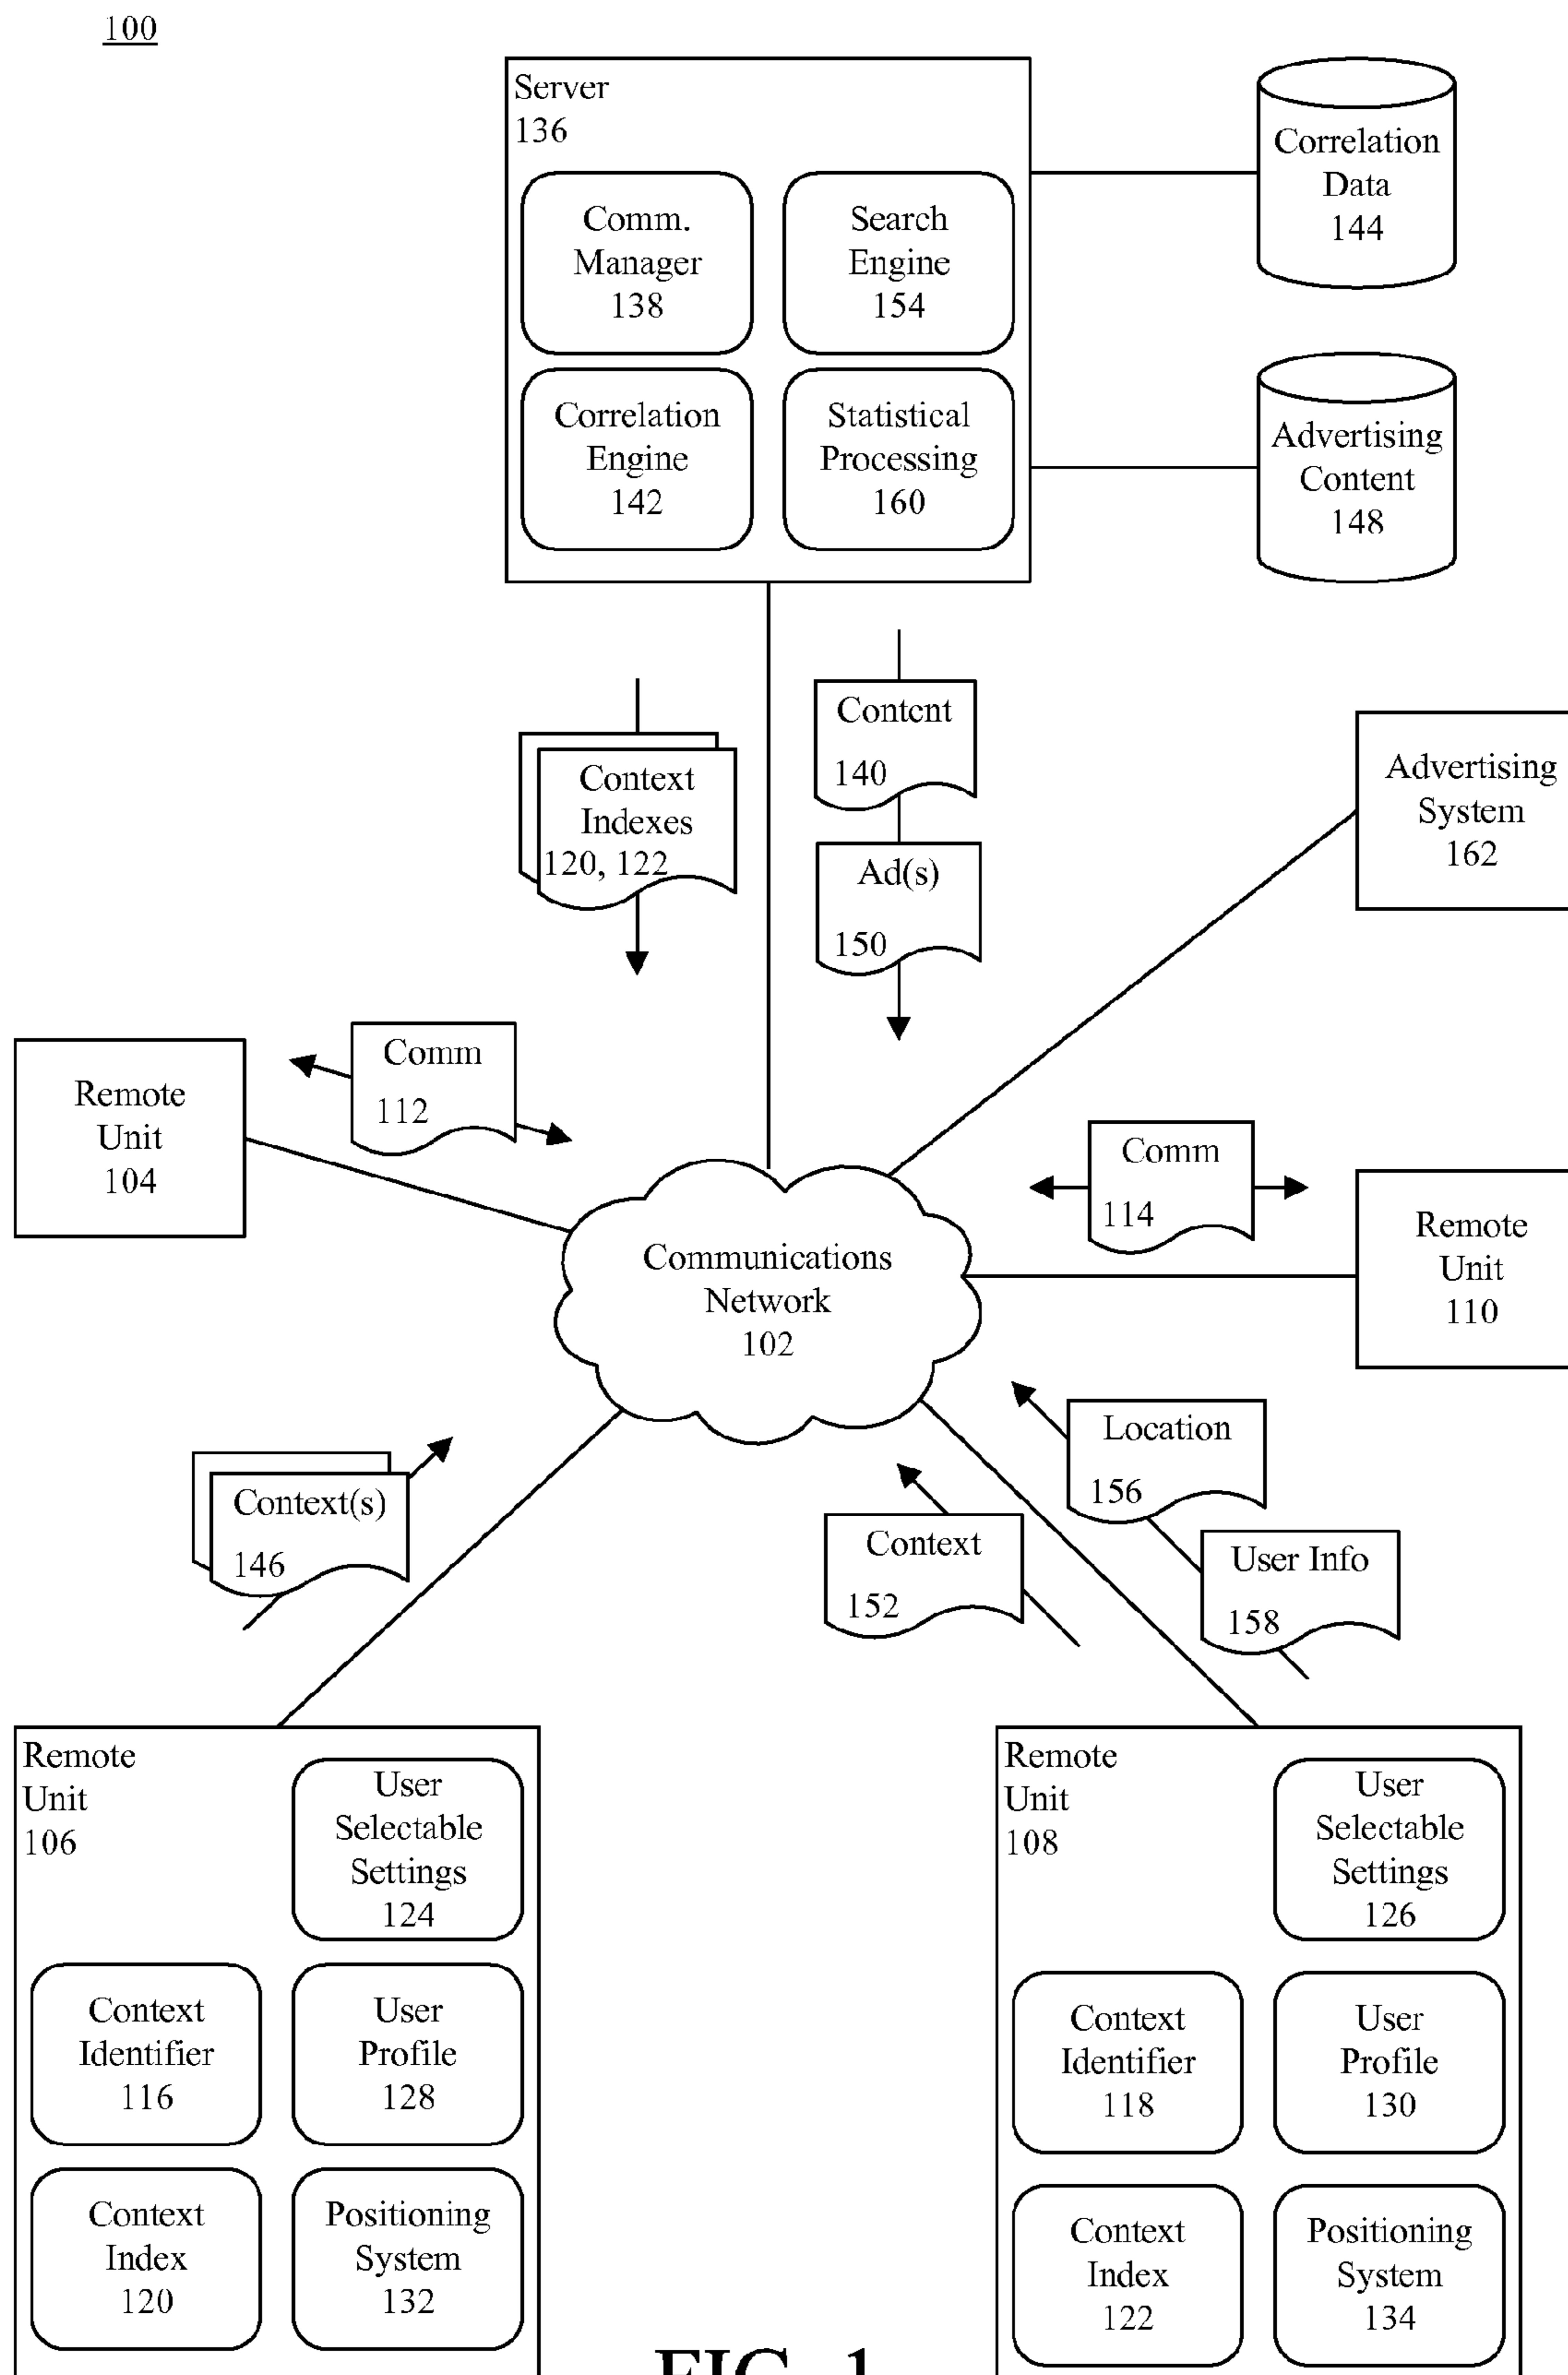 100
Server
136
Comm.
Manager
138
Search
Engine
154
Correlation
Engine
142
Statistical
Processing
160
Correlation
Data
144
Advertising
Content
148
Context
Indexes
120, 122
Content
140
Ad(s)
150
Advertising
System
162
Remote
Unit
104
Comm
112
Comm
114
Remote
Unit
110
Communications
Network
102
Context(s)
146
Context
152
Location
156
User Info
158
Remote
Unit
106
User
Selectable
Settings
124
Context
Identifier
116
User
Profile
128
Context
Index
120
Positioning
System
132
Remote
Unit
108
User
Selectable
Settings
126
Context
Identifier
118
User
Profile
130
Context
Index
122
Positioning
System
134
FIG. 1